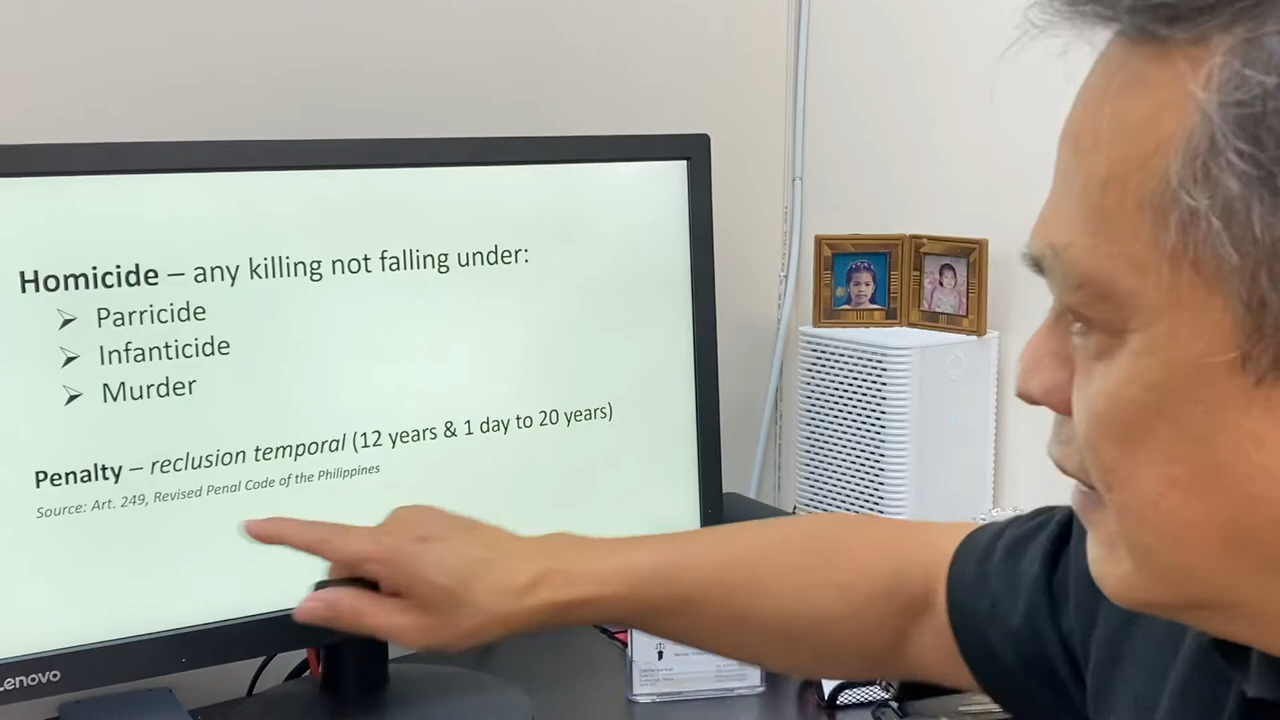 Homicide – any killing not falling under:
➢ Parricide
➢ Infanticide
➢ Murder
Penalty – reclusion temporal (12 years & 1 day to 20 years)
Source: Art. 249, Revised Penal Code of the Philippines
Lenovo